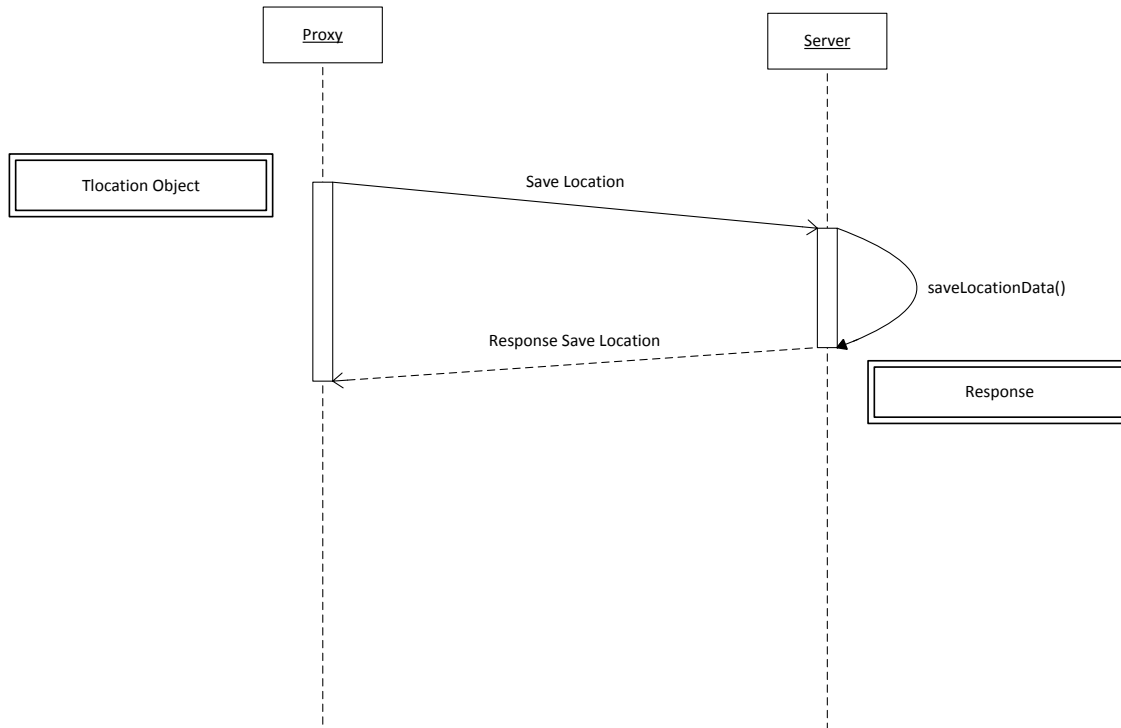 Proxy
Server
Tlocation Object
Save Location
saveLocationData()
Response Save Location
Response